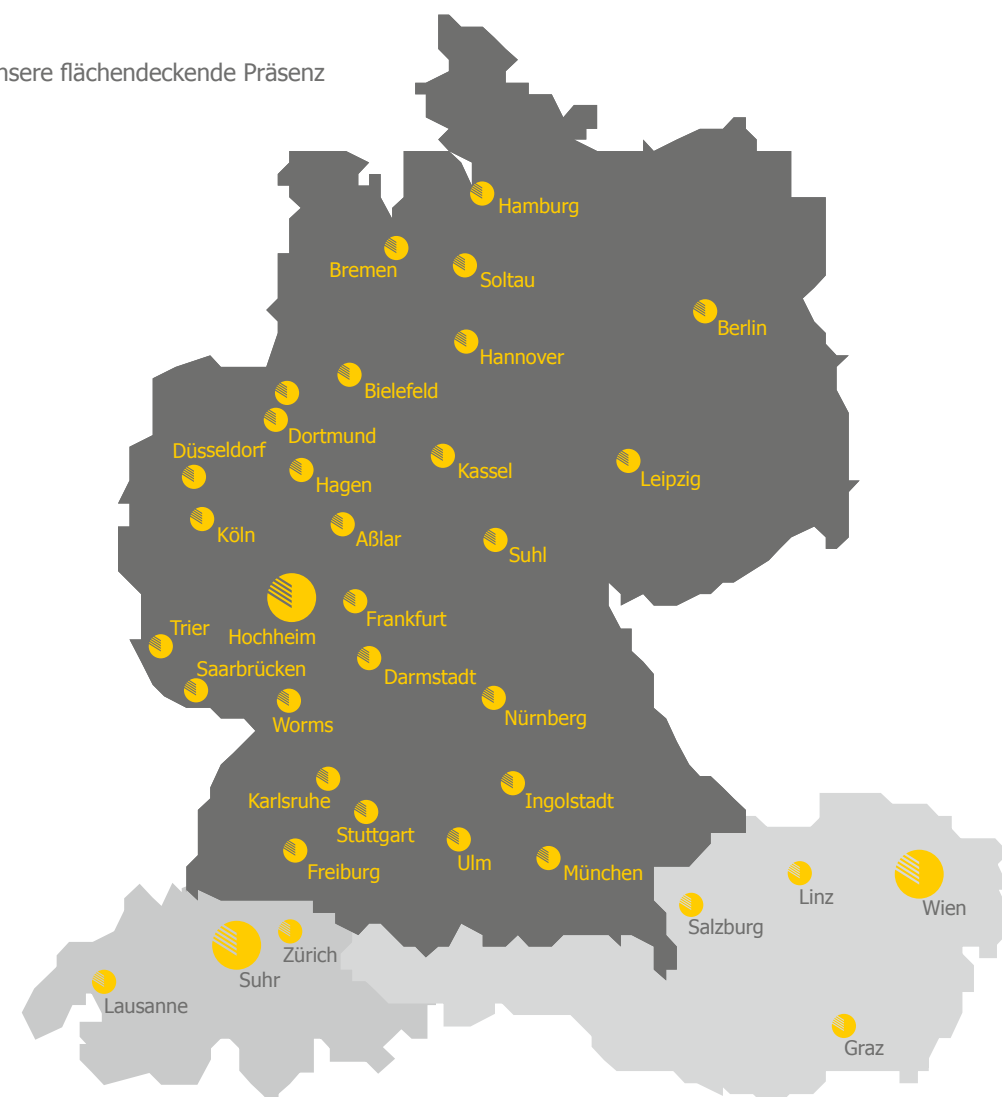 nsere flächendeckende Präsenz
Hamburg
Bremen
Soltau
Berlin
Hannover
Bielefeld
Dortmund
Düsseldorf
Kassel
Leipzig
Hagen
Köln
Aßlar
Suhl
Frankfurt
Trier
Hochheim
Saarbrücken
Darmstadt
Nürnberg
Worms
Karlsruhe
Ingolstadt
Stuttgart
Ulm
Freiburg
München
Linz
Wien
Salzburg
Zürich
Suhr
Lausanne
Graz